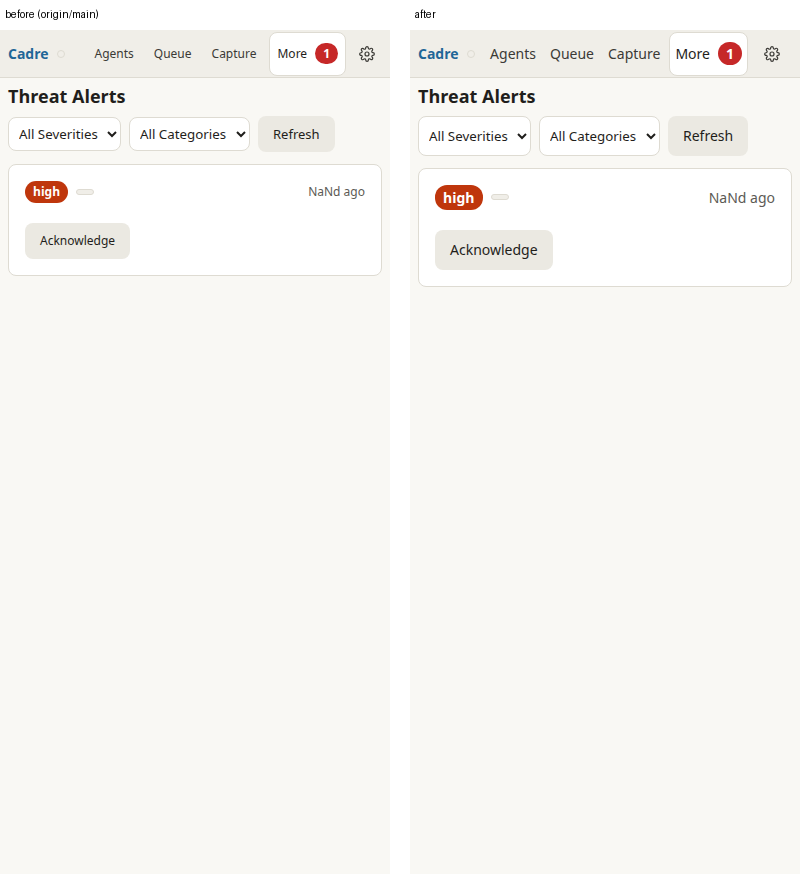 before (origin/main)
Cadre Agents Queue Capture More 1
Threat Alerts
All Severities All Categories Refresh
high NaNd ago
Acknowledge
after
Cadre Agents Queue Capture More 1
Threat Alerts
All Severities All Categories Refresh
high NaNd ago
Acknowledge